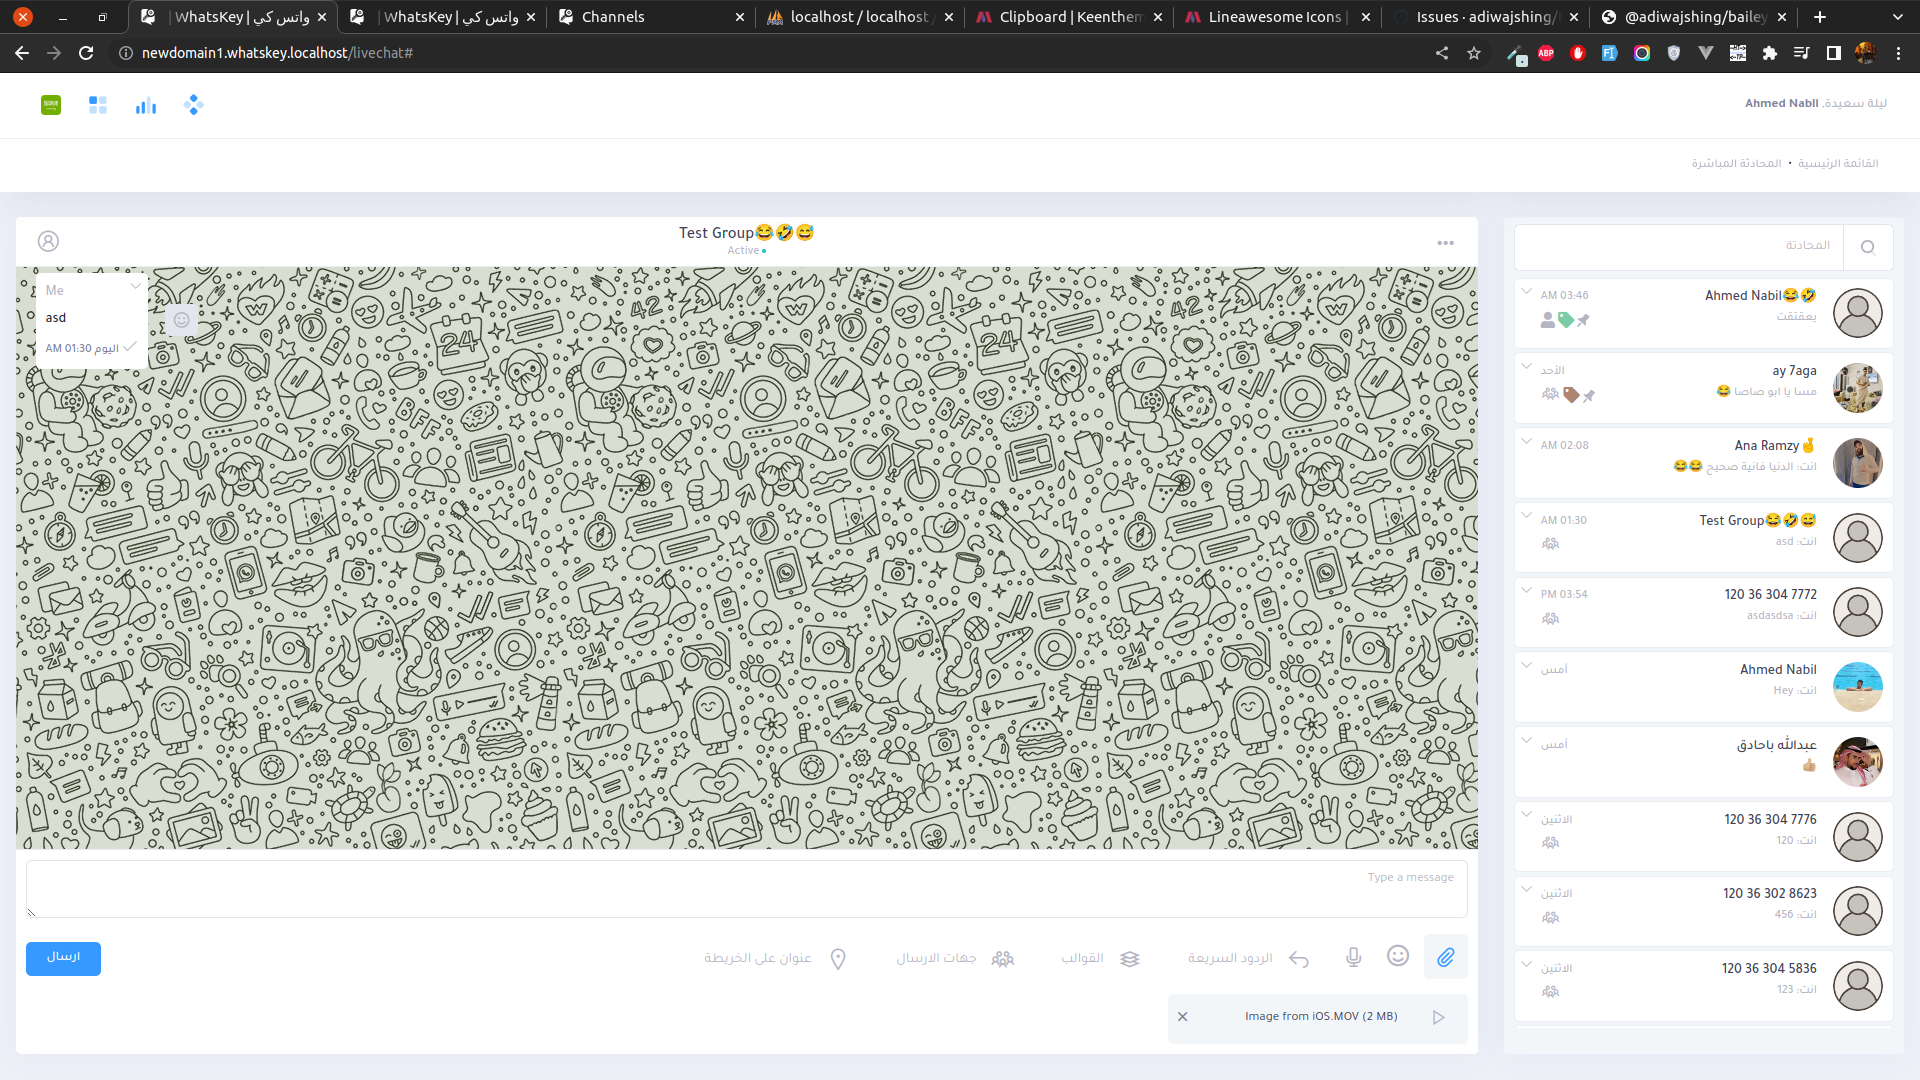 WhatsKey | واتس كي
WhatsKey | واتس كي
Channels
localhost / localhost /
Clipboard | Keenthem
Lineawesome Icons |
Issues · adiwajshing/
@adiwajshing/bailey
newdomain1.whatskey.localhost/livechat#
ABP
ليلة سعيدة, Ahmed Nabil
القائمة الرئيسية • المحادثة المباشرة
Test Group😂🤣😅
Active
Me
asd
اليوم 01:30 AM
Type a message
ارسال
عنوان على الخريطة
جهات الارسال
القوالب
الردود السريعة
Image from iOS.MOV (2 MB)
المحادثة
Ahmed Nabil😂🤣
AM 03:46
يعقتقت
ay 7aga
الأحد
مسا يا ابو صاصا 😂
Ana Ramzy🤞
AM 02:08
انت: الدنيا فانية صحيح 😂😂
Test Group😂🤣😅
AM 01:30
انت: asd
120 36 304 7772
PM 03:54
انت: asdasdsa
Ahmed Nabil
أمس
انت: Hey
عبدالله باحاذق
أمس
👍🏽
120 36 304 7776
الاثنين
انت: 120
120 36 302 8623
الاثنين
انت: 456
120 36 304 5836
الاثنين
انت: 123